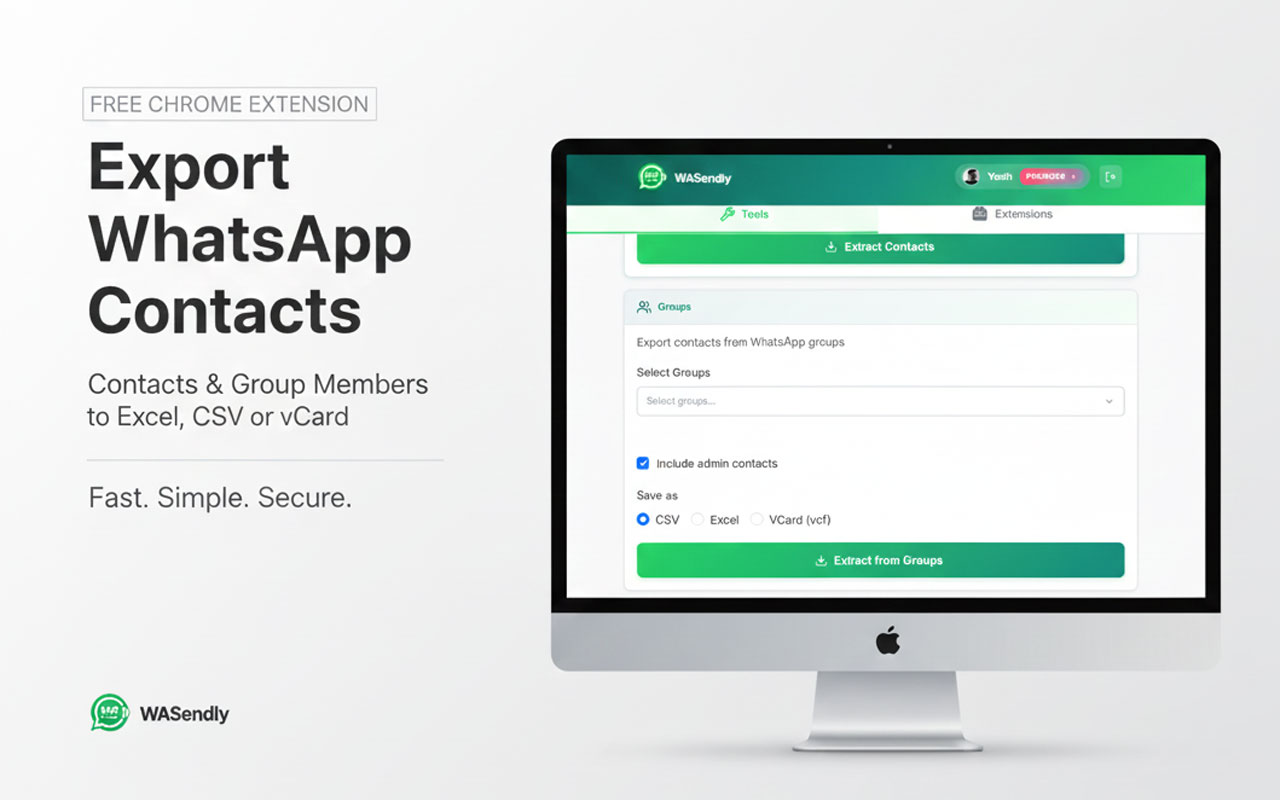 FREE CHROME EXTENSION
Export
WhatsApp
Contacts
Contacts & Group Members
to Excel, CSV or vCard
Fast. Simple. Secure.
WASendly
WASendly
Yash
Tools
Extensions
Extract Contacts
Groups
Export contacts from WhatsApp groups
Select Groups
Select groups...
Include admin contacts
Save as
CSV Excel VCard (vcf)
Extract from Groups